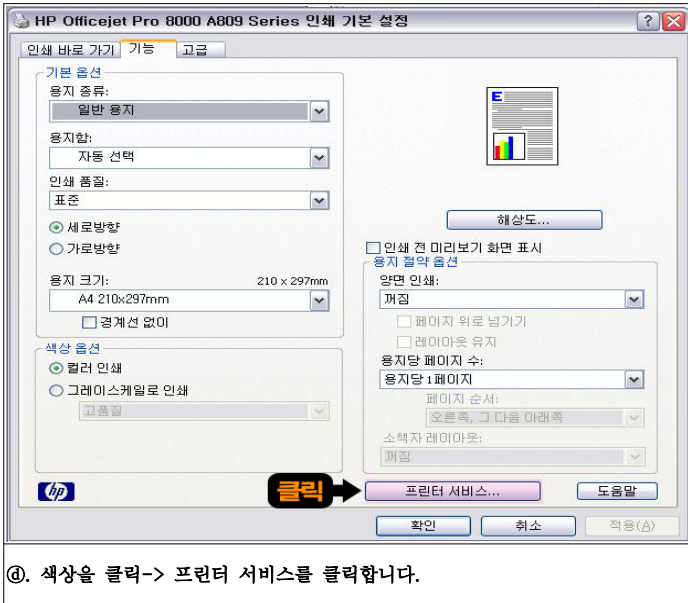 HP Officejet Pro 8000 A809 Series 인쇄 기본 설정
인쇄 바로 가기 기능 고급
기본 옵션
용지 종류:
일반 용지
용지함:
자동 선택
인쇄 품질:
표준
세로방향
가로방향
용지 크기: 210 x 297mm
A4 210x297mm
경계선 없이
색상 옵션
컬러 인쇄
그레이스케일로 인쇄
고품질
E
해상도...
인쇄 전 미리보기 화면 표시
용지 절약 옵션
양면 인쇄:
꺼짐
페이지 위로 넘기기
레이아웃 유지
용지당 페이지 수:
용지당 1페이지
페이지 순서:
오른쪽, 그 다음 아래쪽
소책자 레이아웃:
꺼짐
hp 클릭 프린터 서비스... 도움말
확인 취소 적용(A)
ⓓ. 색상을 클릭-> 프린터 서비스를 클릭합니다.